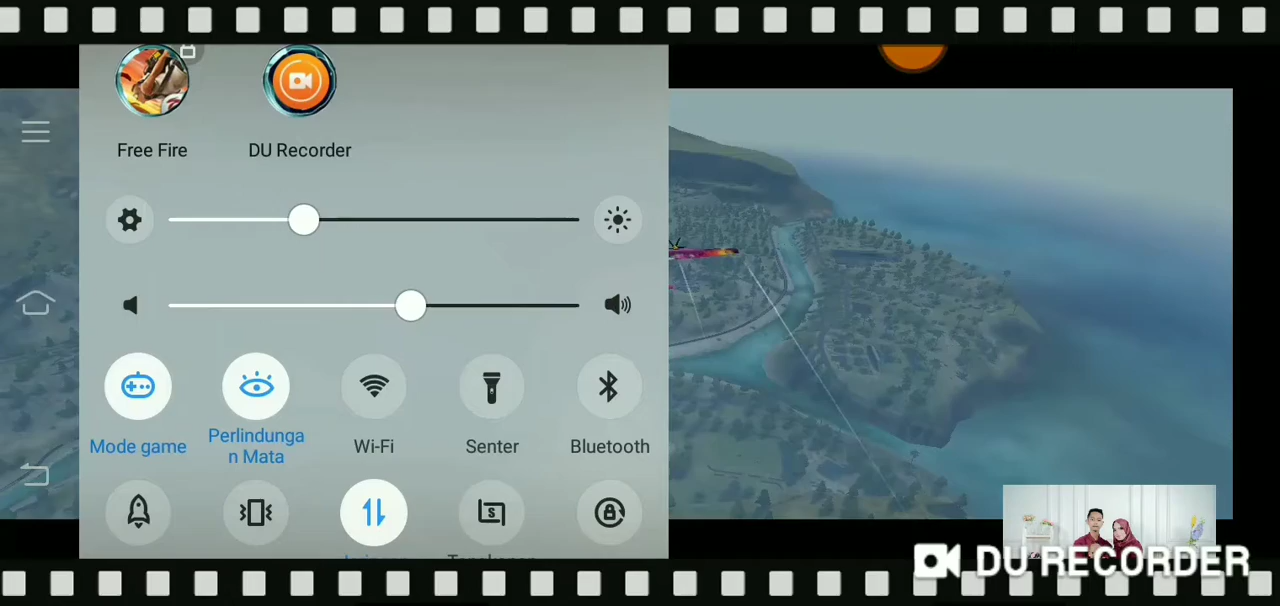 Free Fire
DU Recorder
Mode game
Perlindunga
n Mata
Wi-Fi
Senter
Bluetooth
S
DU RECORDER